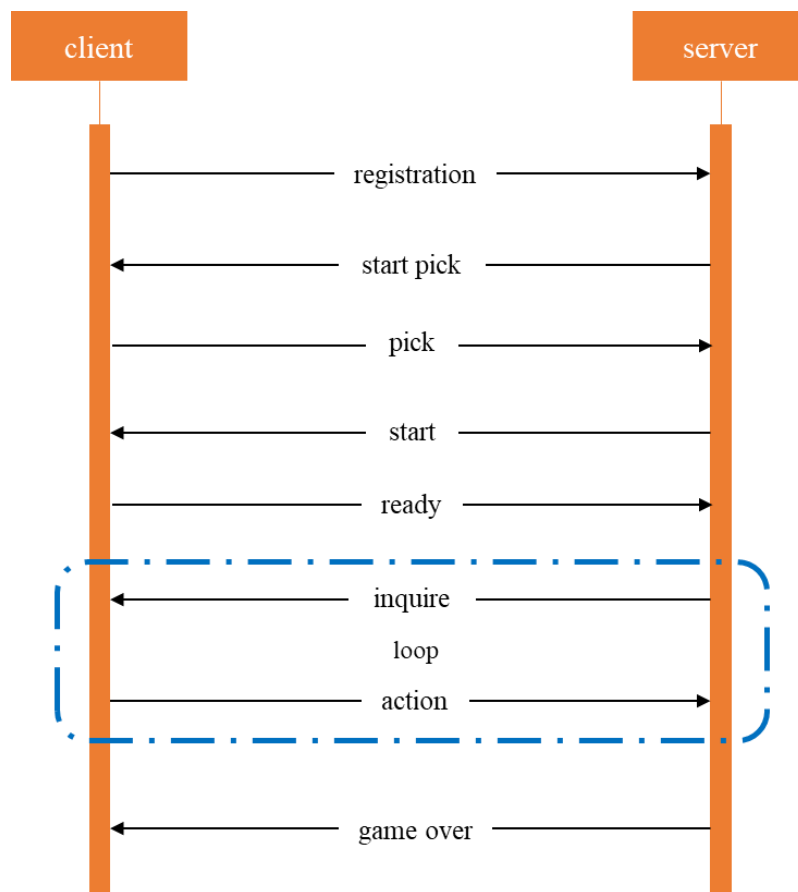 client
server
registration
start pick
pick
start
ready
inquire
loop
action
game over